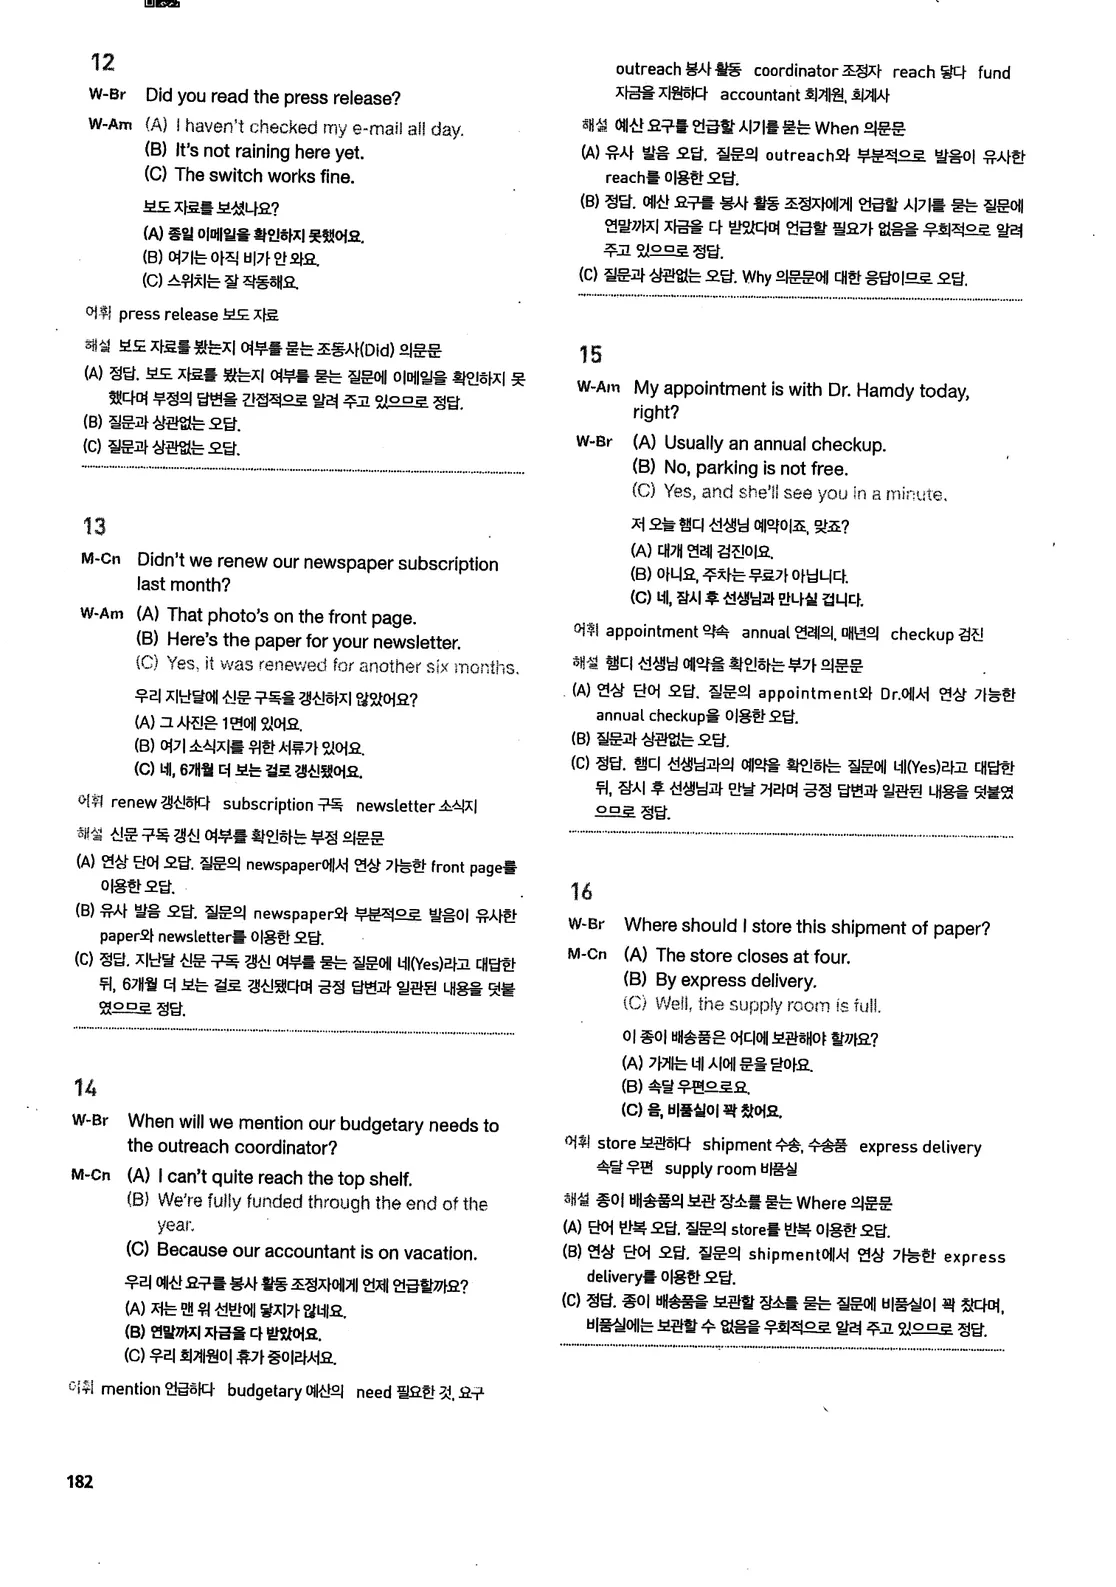 12
W-Br Did you read the press release?
W-Am (A) I haven't checked my e-mail all day.
(B) It's not raining here yet.
(C) The switch works fine.
보도 자료를 보셨나요?
(A) 종일 이메일을 확인하지 못했어요.
(B) 여기는 아직 비가 안 와요.
(C) 스위치는 잘 작동해요.
어휘 press release 보도 자료
해설 보도 자료를 봤는지 여부를 묻는 조동사(Did) 의문문
(A) 정답. 보도 자료를 봤는지 여부를 묻는 질문에 이메일을 확인하지 못
했다며 부정의 답변을 간접적으로 알려 주고 있으므로 정답.
(B) 질문과 상관없는 오답.
(C) 질문과 상관없는 오답.
13
M-Cn Didn't we renew our newspaper subscription
last month?
W-Am (A) That photo's on the front page.
(B) Here's the paper for your newsletter.
(C) Yes, it was renewed for another six months.
우리 지난달에 신문 구독을 갱신하지 않았어요?
(A) 그 사진은 1면에 있어요.
(B) 여기 소식지를 위한 서류가 있어요.
(C) 네, 6개월 더 보는 걸로 갱신됐어요.
어휘 renew 갱신하다 subscription 구독 newsletter 소식지
해설 신문 구독 갱신 여부를 확인하는 부정 의문문
(A) 연상 단어 오답. 질문의 newspaper에서 연상 가능한 front page를
이용한 오답.
(B) 유사 발음 오답. 질문의 newspaper와 부분적으로 발음이 유사한
paper와 newsletter를 이용한 오답.
(C) 정답. 지난달 신문 구독 갱신 여부를 묻는 질문에 네(Yes)라고 대답한
뒤, 6개월 더 보는 걸로 갱신됐다며 긍정 답변과 일관된 내용을 덧붙
였으므로 정답.
14
W-Br When will we mention our budgetary needs to
the outreach coordinator?
M-Cn (A) I can't quite reach the top shelf.
(B) We're fully funded through the end of the
year.
(C) Because our accountant is on vacation.
우리 예산 요구를 봉사 활동 조정자에게 언제 언급할까요?
(A) 저는 맨 위 선반에 닿지가 않네요.
(B) 연말까지 자금을 다 받았어요.
(C) 우리 회계원이 휴가 중이라서요.
어휘 mention 언급하다 budgetary 예산의 need 필요한 것, 요구
outreach 봉사 활동 coordinator 조정자 reach 닿다 fund
자금을 지원하다 accountant 회계원, 회계사
해설 예산 요구를 언급할 시기를 묻는 When 의문문
(A) 유사 발음 오답. 질문의 outreach와 부분적으로 발음이 유사한
reach를 이용한 오답.
(B) 정답. 예산 요구를 봉사 활동 조정자에게 언급할 시기를 묻는 질문에
연말까지 자금을 다 받았다며 언급할 필요가 없음을 우회적으로 알려
주고 있으므로 정답.
(C) 질문과 상관없는 오답. Why 의문문에 대한 응답이므로 오답.
15
W-Am My appointment is with Dr. Hamdy today,
right?
W-Br (A) Usually an annual checkup.
(B) No, parking is not free.
(C) Yes, and she'll see you in a minute.
저 오늘 햄디 선생님 예약이죠, 맞죠?
(A) 대개 연례 검진이요.
(B) 아니요, 주차는 무료가 아닙니다.
(C) 네, 잠시 후 선생님과 만나실 겁니다.
어휘 appointment 약속 annual 연례의, 매년의 checkup 검진
해설 햄디 선생님 예약을 확인하는 부가 의문문
(A) 연상 단어 오답. 질문의 appointment와 Dr.에서 연상 가능한
annual checkup을 이용한 오답.
(B) 질문과 상관없는 오답.
(C) 정답. 햄디 선생님과의 예약을 확인하는 질문에 네(Yes)라고 대답한
뒤, 잠시 후 선생님과 만날 거라며 긍정 답변과 일관된 내용을 덧붙였
으므로 정답.
16
W-Br Where should I store this shipment of paper?
M-Cn (A) The store closes at four.
(B) By express delivery.
(C) Well, the supply room is full.
이 종이 배송품은 어디에 보관해야 할까요?
(A) 가게는 네 시에 문을 닫아요.
(B) 속달 우편으로요.
(C) 음, 비품실이 꽉 찼어요.
어휘 store 보관하다 shipment 수송, 수송품 express delivery
속달 우편 supply room 비품실
해설 종이 배송품의 보관 장소를 묻는 Where 의문문
(A) 단어 반복 오답. 질문의 store를 반복 이용한 오답.
(B) 연상 단어 오답. 질문의 shipment에서 연상 가능한 express
delivery를 이용한 오답.
(C) 정답. 종이 배송품을 보관할 장소를 묻는 질문에 비품실이 꽉 찼다며,
비품실에는 보관할 수 없음을 우회적으로 알려 주고 있으므로 정답.
182